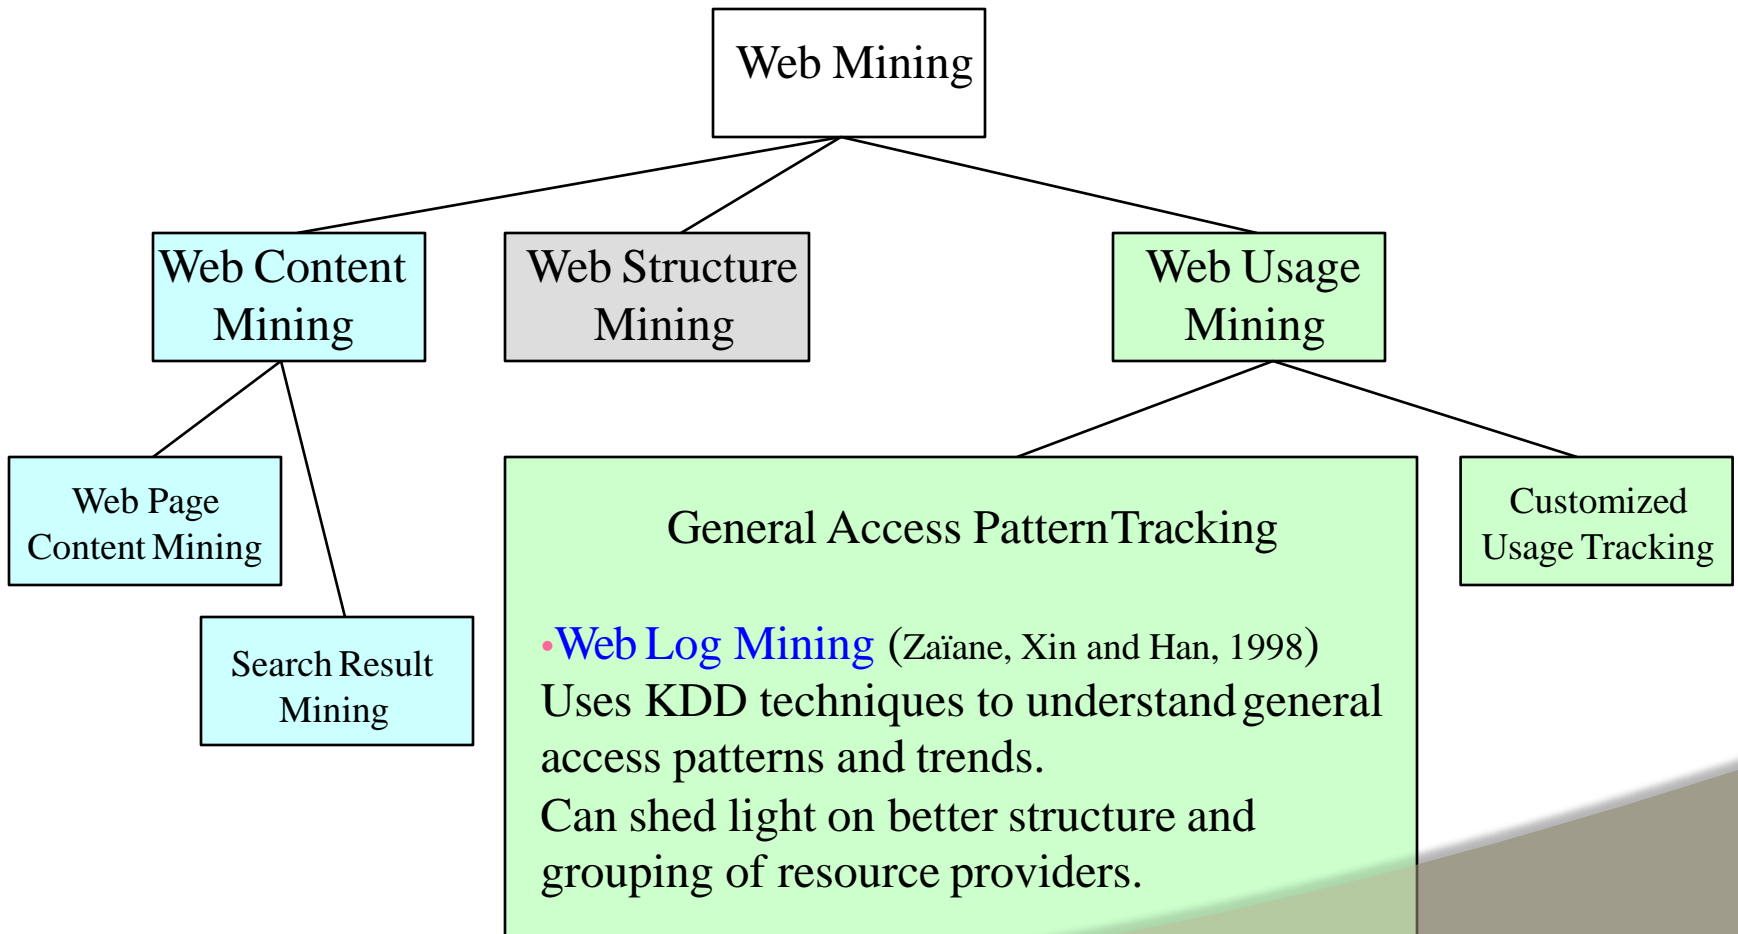 Web Mining
Web Content
Mining
Web Structure
Mining
Web Usage
Mining
Web Page
Content Mining
Search Result
Mining
General Access Pattern Tracking
•Web Log Mining (Zaïane, Xin and Han, 1998)
Uses KDD techniques to understand general
access patterns and trends.
Can shed light on better structure and
grouping of resource providers.
Customized
Usage Tracking